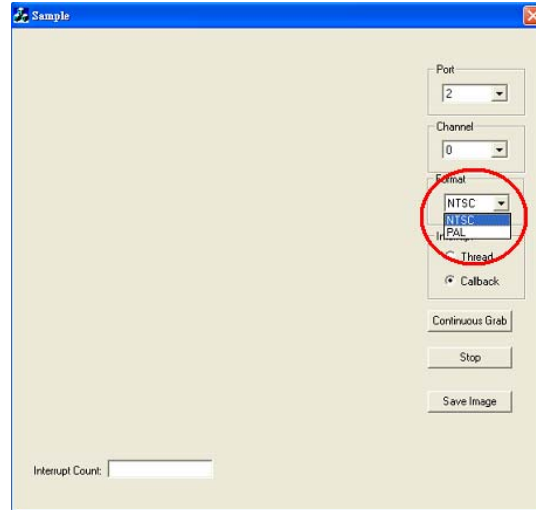 Sample
Port
2
Channel
0
Format
NTSC
NTSC
PAL
Thread
Callback
Continuous Grab
Stop
Save Image
Interrupt Count: